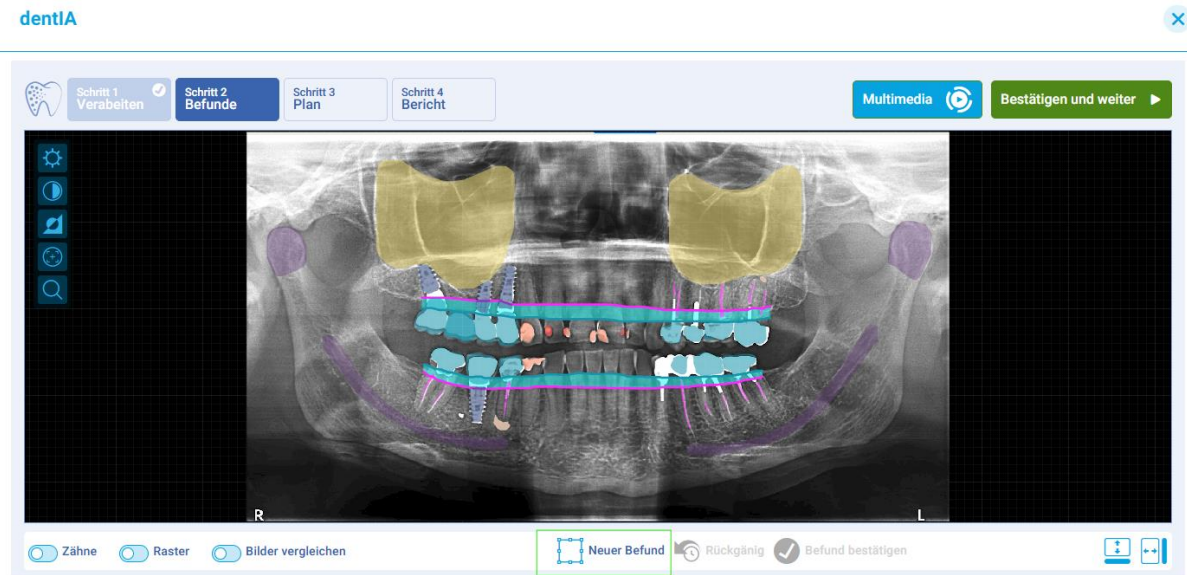 dentIA
Schritt 1
Verabeiten
Schritt 2
Befunde
Schritt 3
Plan
Schritt 4
Bericht
Multimedia
Bestätigen und weiter
R
L
Zähne
Raster
Bilder vergleichen
Neuer Befund
Rückgänig
Befund bestätigen